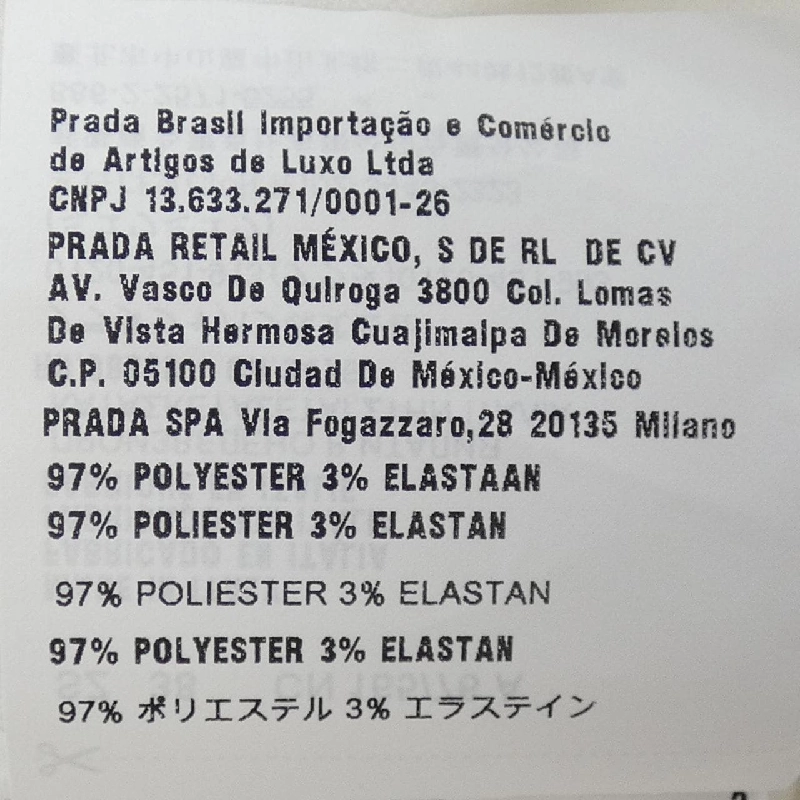 Prada Brasil Importação e Comércio
de Artigos de Luxo Ltda
CNPJ 13.633.271/0001-26
PRADA RETAIL MÉXICO, S DE RL DE CV
AV. Vasco De Quiroga 3800 Col. Lomas
De Vista Hermosa Cuajimalpa De Morelos
C.P. 05100 Ciudad De México-México
PRADA SPA Via Fogazzaro,28 20135 Milano
97% POLYESTER 3% ELASTAAN
97% POLIESTER 3% ELASTAN
97% POLIESTER 3% ELASTAN
97% POLYESTER 3% ELASTAN
97% ポリエステル 3% エラステイン